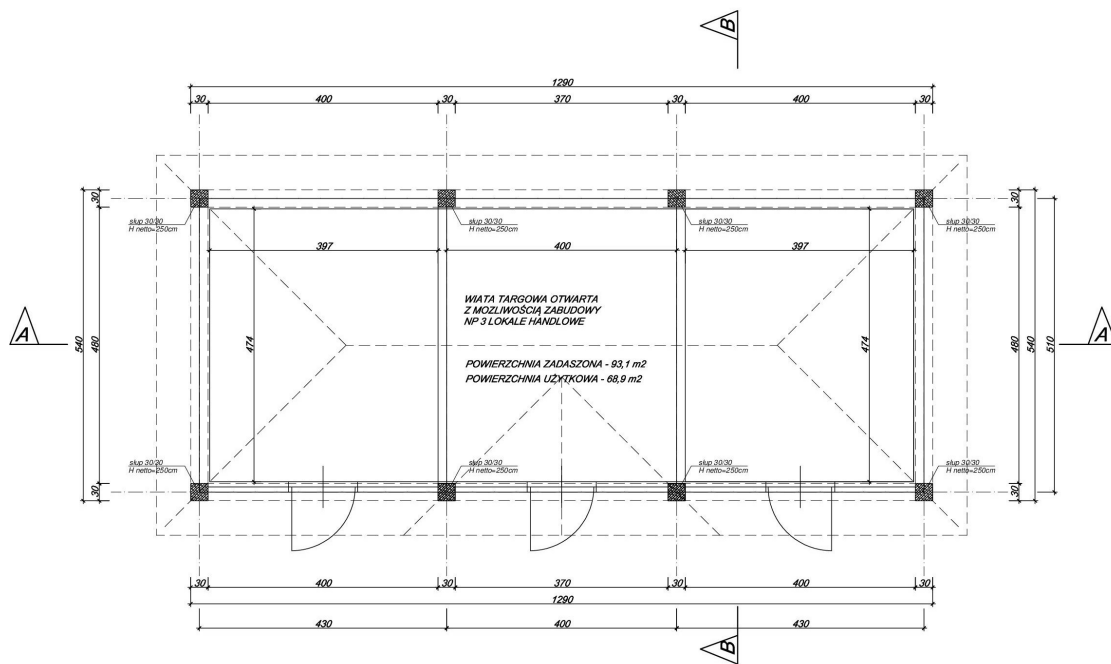 B
1290
30 400 30 370 30 400 30
30
słup 30/30
H netto=250cm
słup 30/30
H netto=250cm
słup 30/30
H netto=250cm
słup 30/30
H netto=250cm
30
397 400 397
WIATA TARGOWA OTWARTA
Z MOZLIWOŚCIĄ ZABUDOWY
NP 3 LOKALE HANDLOWE
A
540 480 474
474 480 540 510
A
POWIERZCHNIA ZADASZONA - 93,1 m2
POWIERZCHNIA UŻYTKOWA - 68,9 m2
słup 30/30
H netto=250cm
słup 30/30
H netto=250cm
słup 30/30
H netto=250cm
słup 30/30
H netto=250cm
30
30
30 400 30 370 30 400 30
1290
430 400 430
B